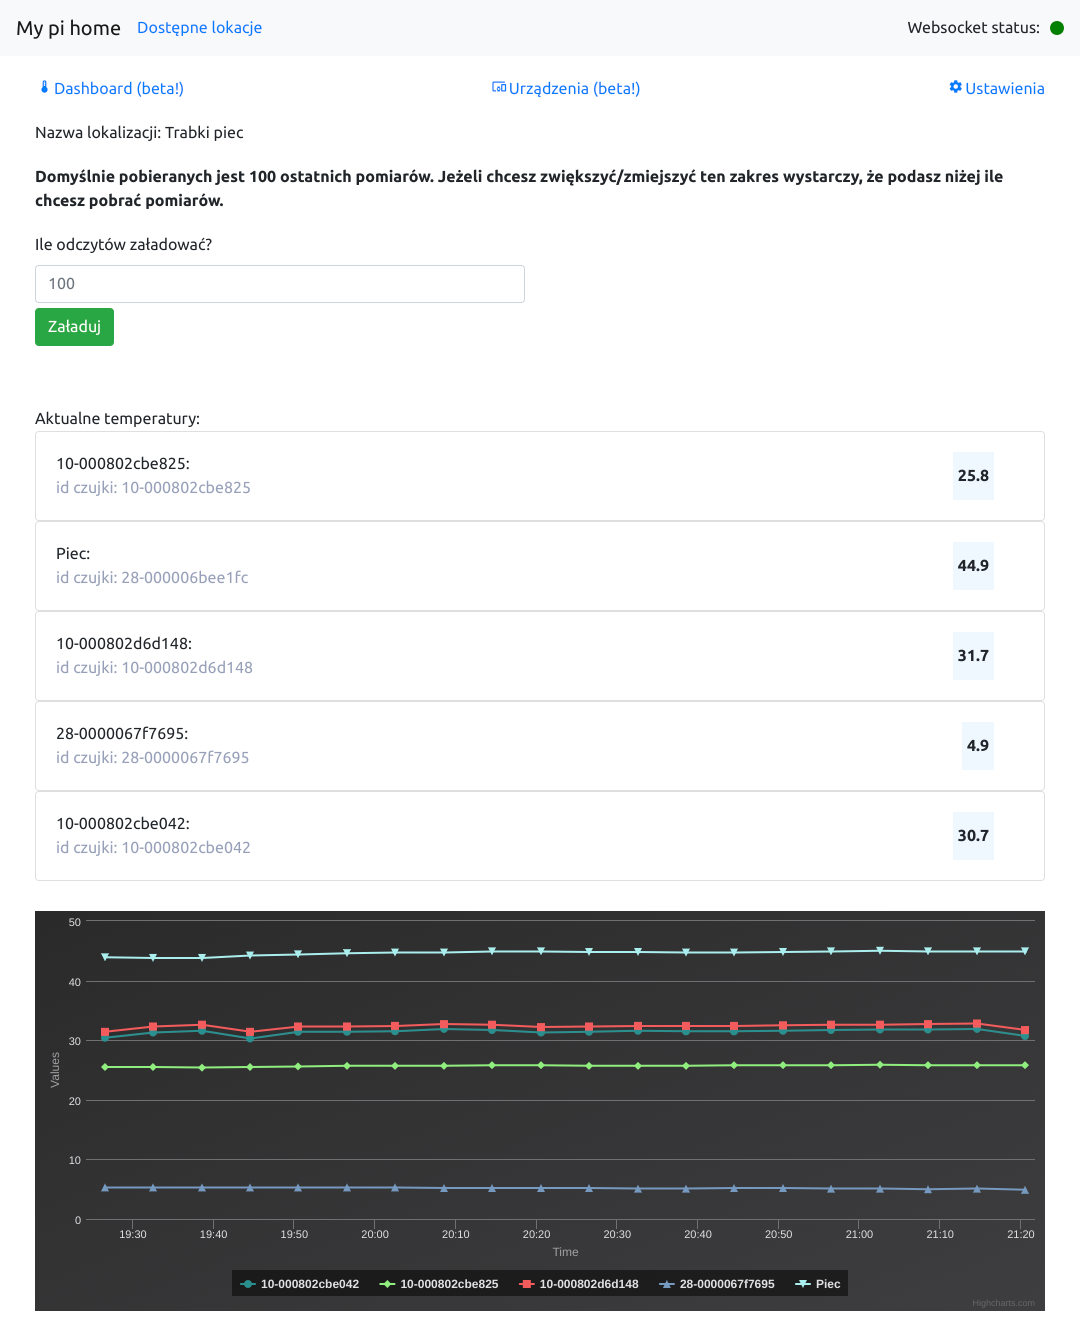 My pi home Dostępne lokacje Websocket status:
Dashboard (beta!) Urządzenia (beta!) Ustawienia
Nazwa lokalizacji: Trabki piec
Domyślnie pobieranych jest 100 ostatnich pomiarów. Jeżeli chcesz zwiększyć/zmiejszyć ten zakres wystarczy, że podasz niżej ile
chcesz pobrać pomiarów.
Ile odczytów załadować?
100
Załaduj
Aktualne temperatury:
10-000802cbe825:
id czujki: 10-000802cbe825
25.8
Piec:
id czujki: 28-000006bee1fc
44.9
10-000802d6d148:
id czujki: 10-000802d6d148
31.7
28-0000067f7695:
id czujki: 28-0000067f7695
4.9
10-000802cbe042:
id czujki: 10-000802cbe042
30.7
50
40
30
20
10
0
Values
19:30 19:40 19:50 20:00 20:10 20:20 20:30 20:40 20:50 21:00 21:10 21:20
Time
10-000802cbe042 10-000802cbe825 10-000802d6d148 28-0000067f7695 Piec
Highcharts.com